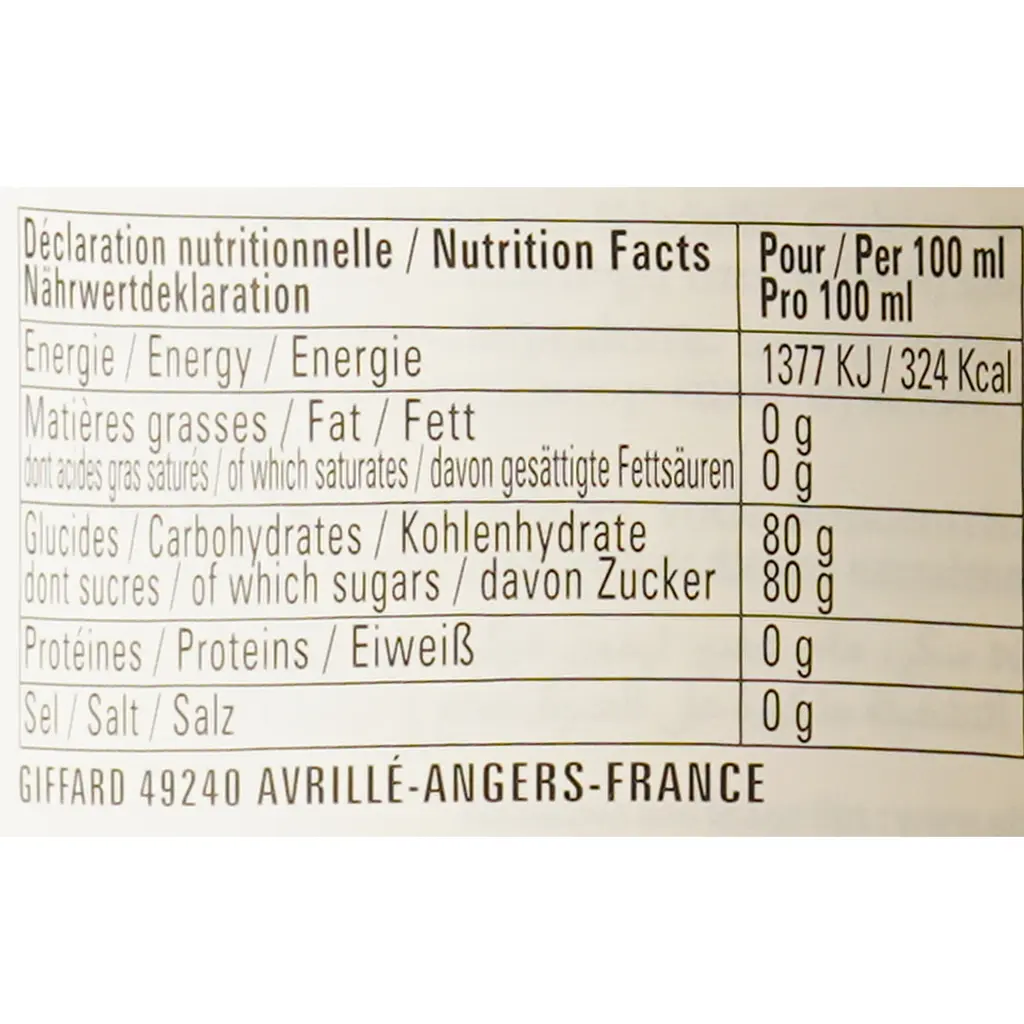 Déclaration nutritionnelle / Nutrition Facts
Nährwertdeklaration
Pour / Per 100 ml
Pro 100 ml
Energie / Energy / Energie
1377 KJ / 324 Kcal
Matières grasses / Fat / Fett
0 g
dont acides gras saturés / of which saturates / davon gesättigte Fettsäuren
0 g
Glucides / Carbohydrates / Kohlenhydrate
80 g
dont sucres / of which sugars / davon Zucker
80 g
Protéines / Proteins / Eiweiß
0 g
Sel / Salt / Salz
0 g
GIFFARD 49240 AVRILLÉ-ANGERS-FRANCE